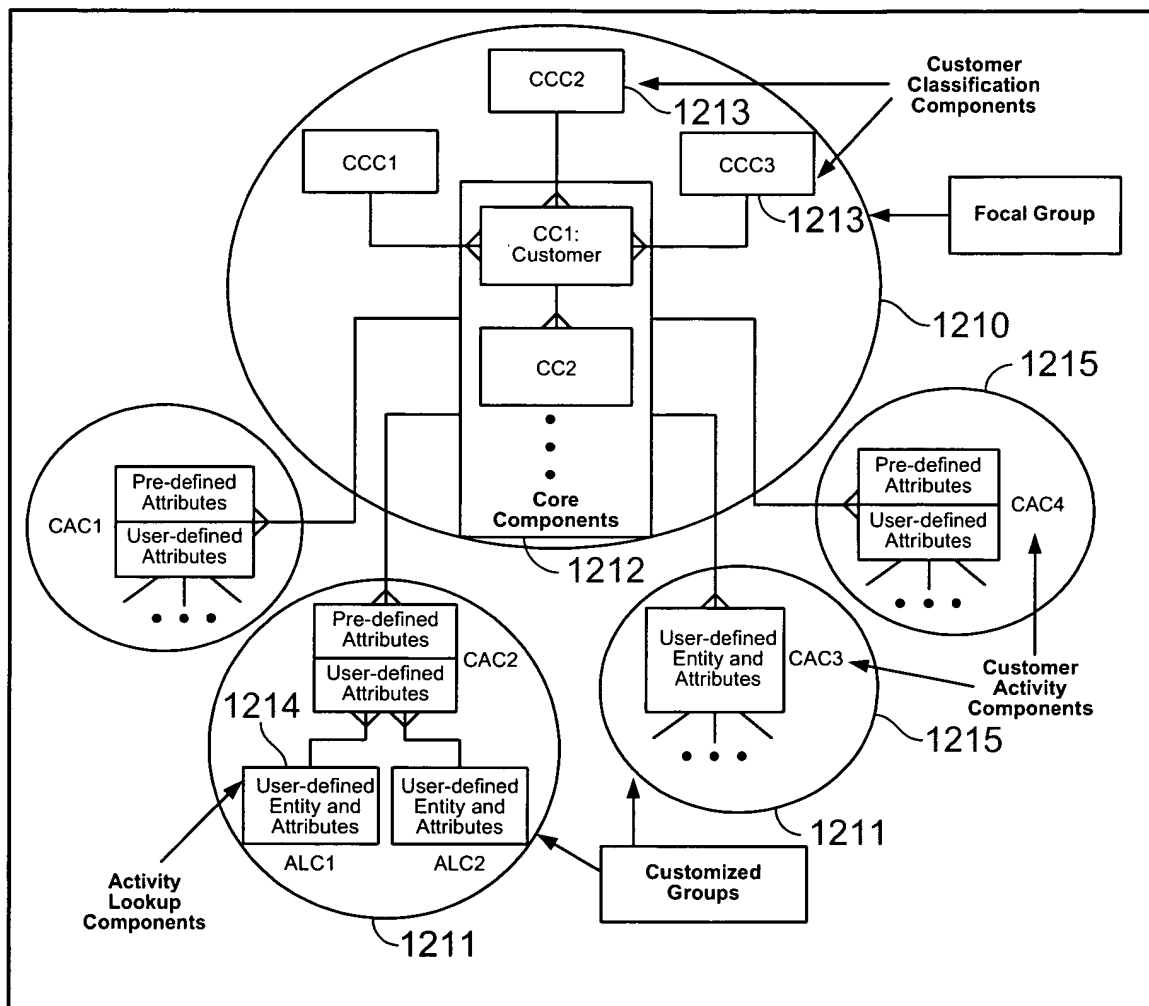 CCC2
1213
Customer
Classification
Components
CCC1
CCC3
1213
Focal Group
CC1:
Customer
1210
CC2
1215
Core
Components
1212
CAC1
Pre-defined
Attributes
User-defined
Attributes
Pre-defined
Attributes
User-defined
Attributes
CAC4
Pre-defined
Attributes
User-defined
Attributes
CAC2
User-defined
Entity and
Attributes
CAC3
Customer
Activity
Components
1214
1215
User-defined
Entity and
Attributes
User-defined
Entity and
Attributes
ALC1
ALC2
1211
Customized
Groups
Activity
Lookup
Components
1211